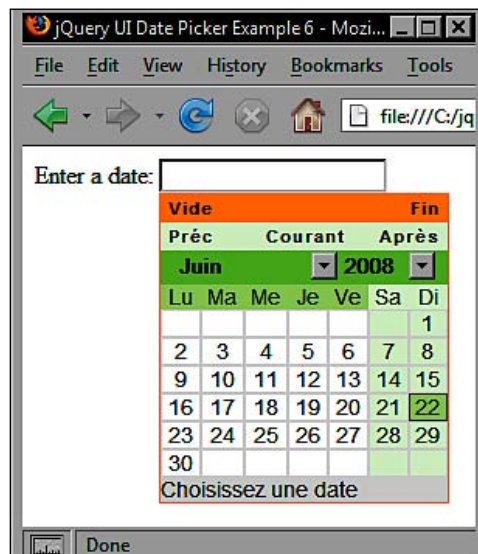 jQuery UI Date Picker Example 6 - Mozi...
File Edit View History Bookmarks Tools
file:///C:/jq
Enter a date:
Vide Fin
Préc Courant Après
Juin 2008
Lu Ma Me Je Ve Sa Di
1
2 3 4 5 6 7 8
9 10 11 12 13 14 15
16 17 18 19 20 21 22
23 24 25 26 27 28 29
30
Choisissez une date
Done